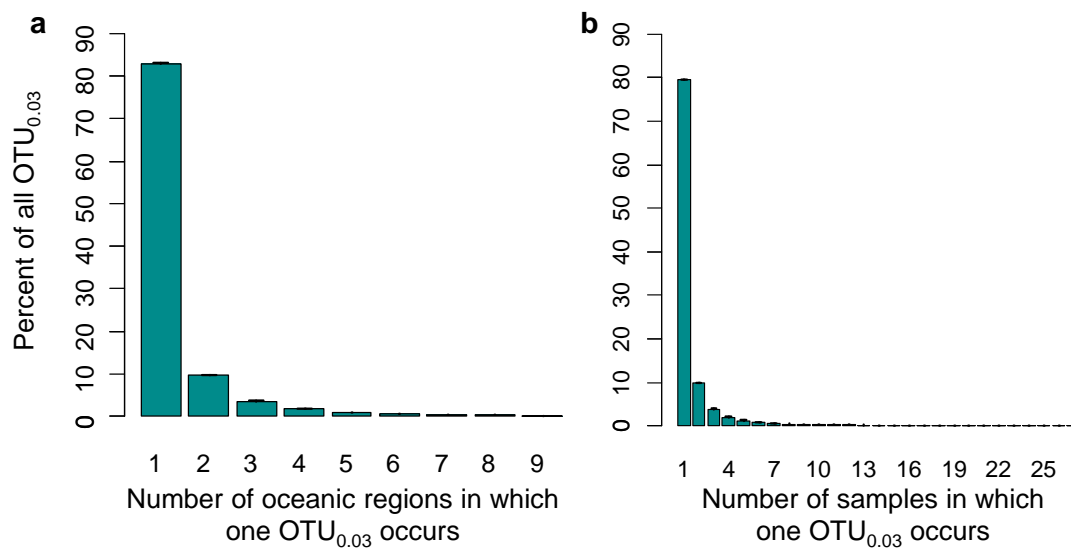 a
Percent of all OTU0.03
90
80
70
60
50
40
30
20
10
0
1 2 3 4 5 6 7 8 9
Number of oceanic regions in which
one OTU0.03 occurs
b
90
80
70
60
50
40
30
20
10
0
1 4 7 10 13 16 19 22 25
Number of samples in which
one OTU0.03 occurs